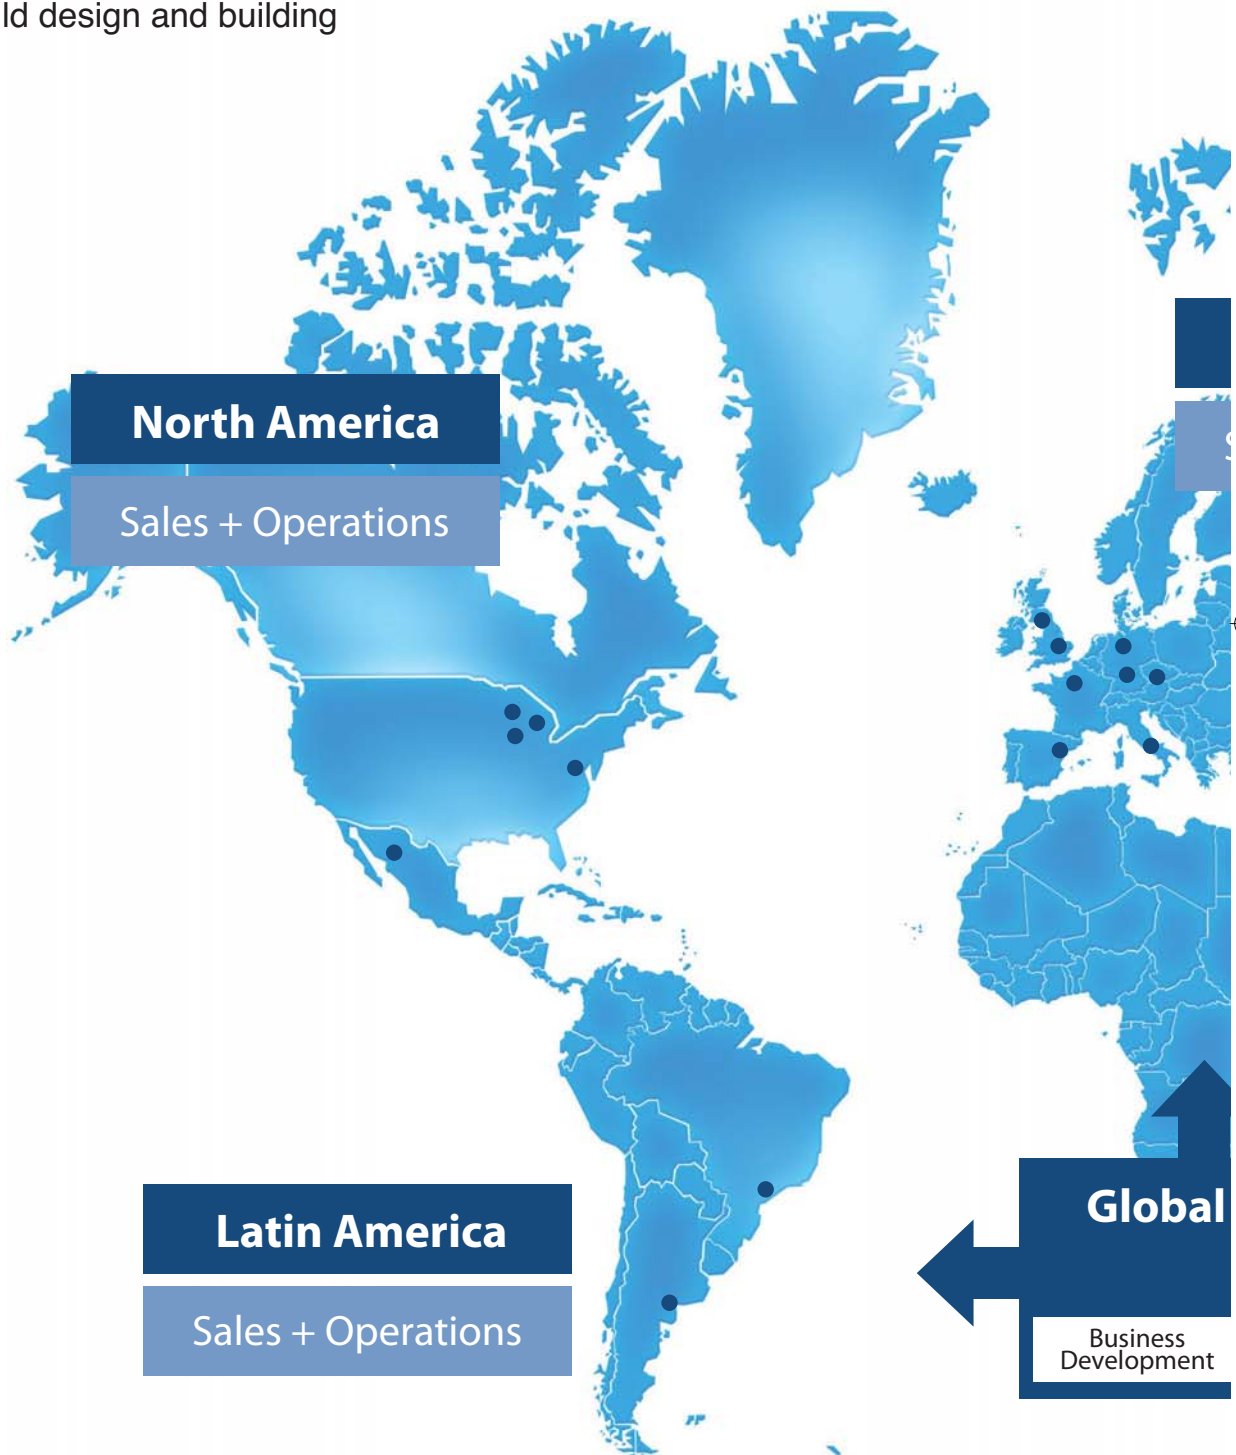 ld design and building
North America
Sales + Operations
S
Latin America
Sales + Operations
Global
Business
Development